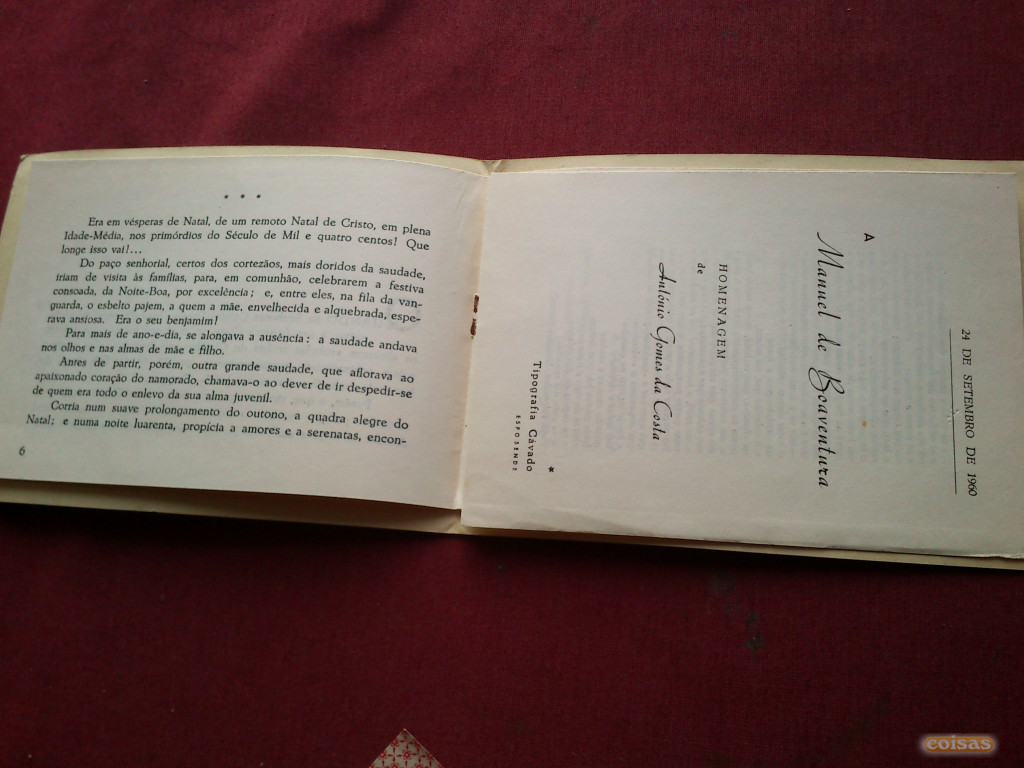 * * *
Era em vésperas de Natal, de um remoto Natal de Cristo, em plena
Idade-Média, nos primórdios do Século de Mil e quatro centos! Que
longe isso vai!...
Do paço senhorial, certos dos cortezãos, mais doridos da saudade,
iriam de visita às famílias, para, em comunhão, celebrarem a festiva
consoada, da Noite-Boa, por excelência; e, entre eles, na fila da van-
guarda, o esbelto pajem, a quem a mãe, envelhecida e alquebrada, espe-
rava ansiosa. Era o seu benjamim!
Para mais de ano-e-dia, se alongava a ausência; a saudade andava
nos olhos e nas almas de mãe e filho.
Antes de partir, porém, outra grande saudade, que aflorava ao
apaixonado coração do namorado, chamava-o ao dever de ir despedir-se
de quem era todo o enlevo da sua alma juvenil.
Corria num suave prolongamento do outono, a quadra alegre do
Natal; e numa noite luarenta, propícia a amores e a serenatas, encon-
6
24 DE SETEMBRO DE 1960
A
Manuel de Boaventura
HOMENAGEM
de
António Gomes da Costa
*
Tipografia Cávado
ESPOSENDE
coisas